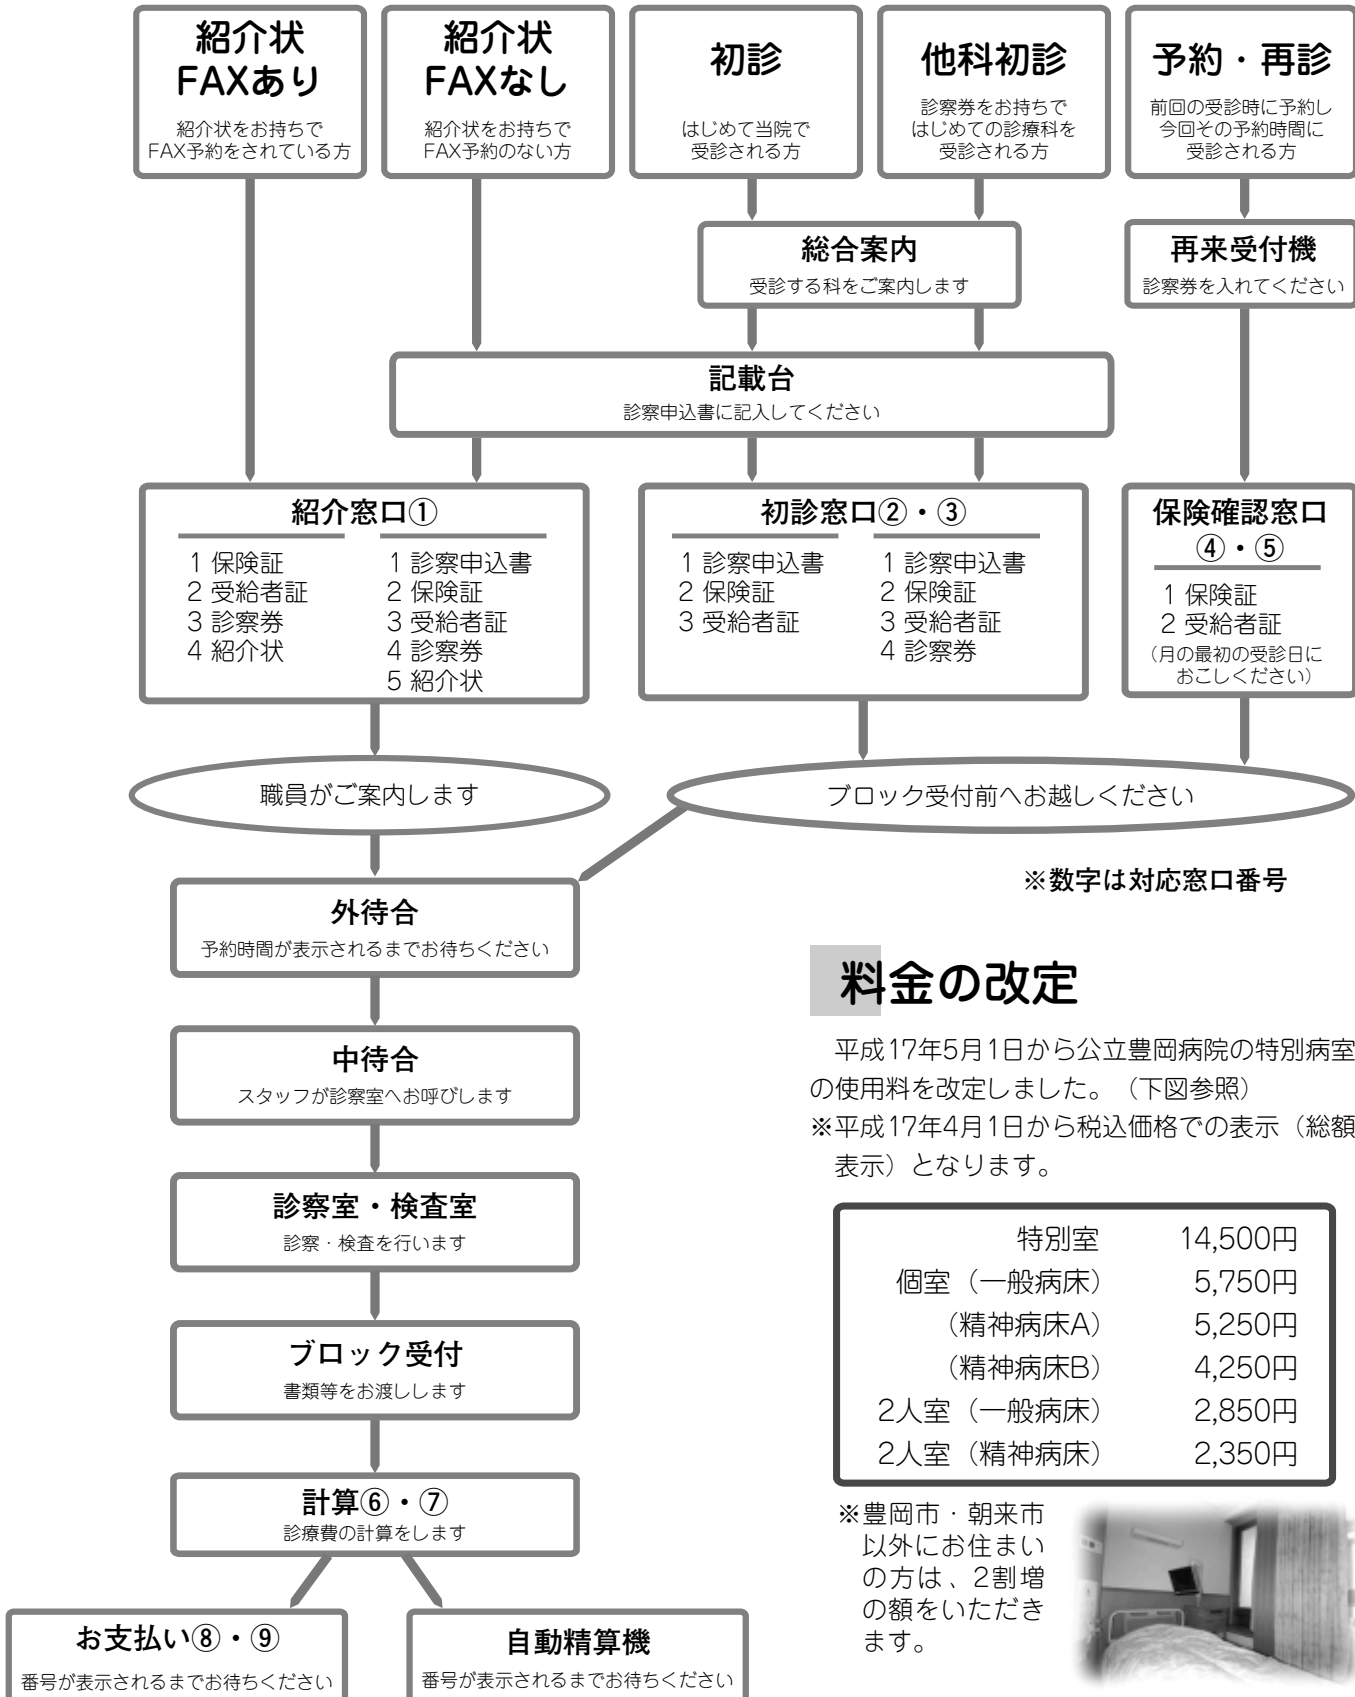 紹介状
FAXあり
紹介状をお持ちで
FAX予約をされている方
紹介状
FAXなし
紹介状をお持ちで
FAX予約のない方
初診
はじめて当院で
受診される方
他科初診
診察券をお持ちで
はじめての診療科を
受診される方
予約・再診
前回の受診時に予約し
今回その予約時間に
受診される方
総合案内
受診する科をご案内します
再来受付機
診察券を入れてください
記載台
診察申込書に記入してください
紹介窓口①
1 保険証
2 受給者証
3 診察券
4 紹介状
1 診察申込書
2 保険証
3 受給者証
4 診察券
5 紹介状
初診窓口②・③
1 診察申込書
2 保険証
3 受給者証
1 診察申込書
2 保険証
3 受給者証
4 診察券
保険確認窓口
④・⑤
1 保険証
2 受給者証
（月の最初の受診日に
おこしください）
職員がご案内します
ブロック受付前へお越しください
※数字は対応窓口番号
外待合
予約時間が表示されるまでお待ちください
中待合
スタッフが診察室へお呼びします
診察室・検査室
診察・検査を行います
ブロック受付
書類等をお渡しします
計算⑥・⑦
診療費の計算をします
お支払い⑧・⑨
番号が表示されるまでお待ちください
自動精算機
番号が表示されるまでお待ちください
料金の改定
平成17年5月1日から公立豊岡病院の特別病室
の使用料を改定しました。（下図参照）
※平成17年4月1日から税込価格での表示（総額
表示）となります。
特別室 14,500円
個室（一般病床） 5,750円
（精神病床A） 5,250円
（精神病床B） 4,250円
2人室（一般病床） 2,850円
2人室（精神病床） 2,350円
※豊岡市・朝来市
以外にお住まい
の方は、2割増
の額をいただき
ます。